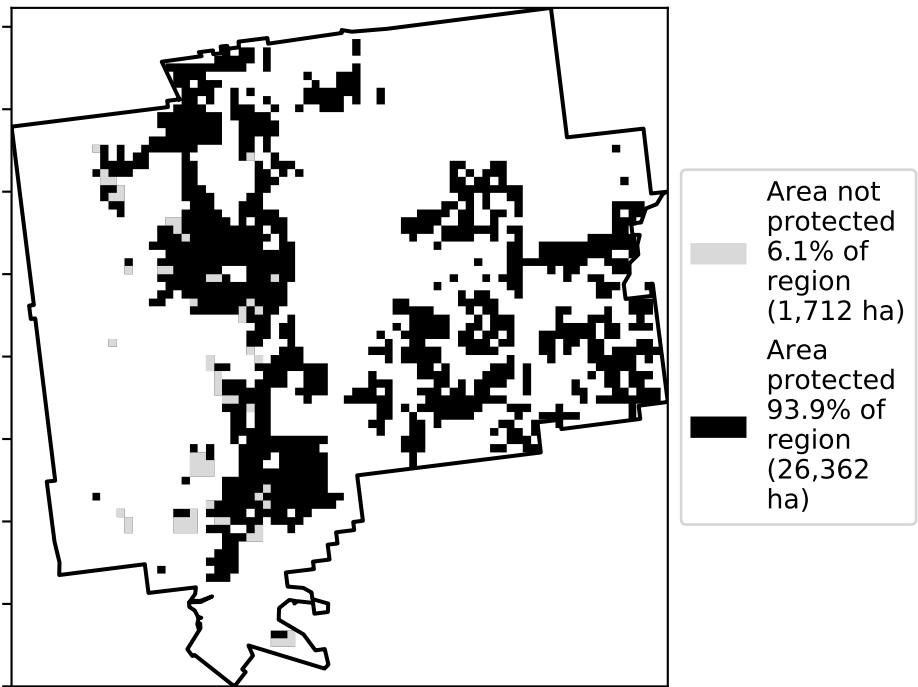 Area not
protected
6.1% of
region
(1,712 ha)
Area
protected
93.9% of
region
(26,362
ha)